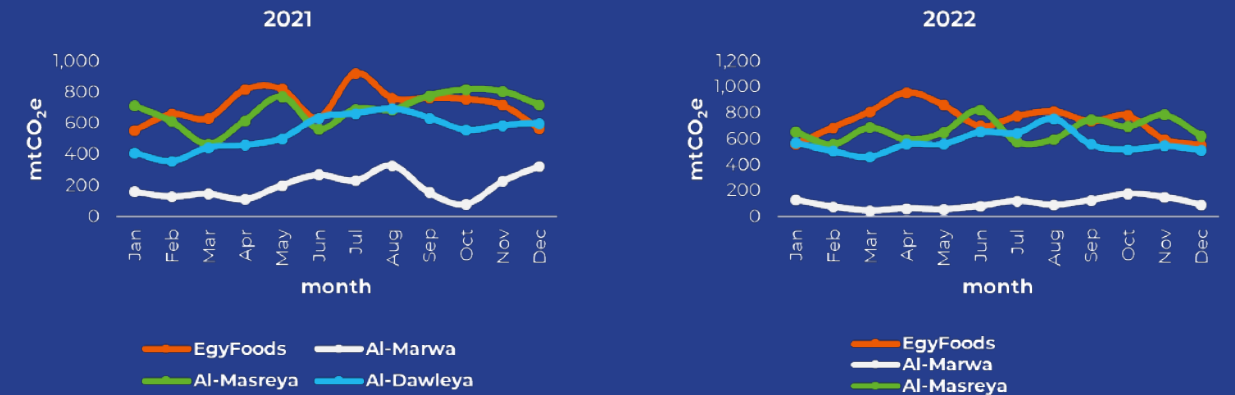 2021
1,000
800
600
400
200
0
mtCO₂e
Jan Feb Mar Apr May Jun Jul Aug Sep Oct Nov Dec
month
EgyFoods Al-Marwa
Al-Masreya Al-Dawleya
2022
1,200
1,000
800
600
400
200
0
mtCO₂e
Jan Feb Mar Apr May Jun Jul Aug Sep Oct Nov Dec
month
EgyFoods
Al-Marwa
Al-Masreya